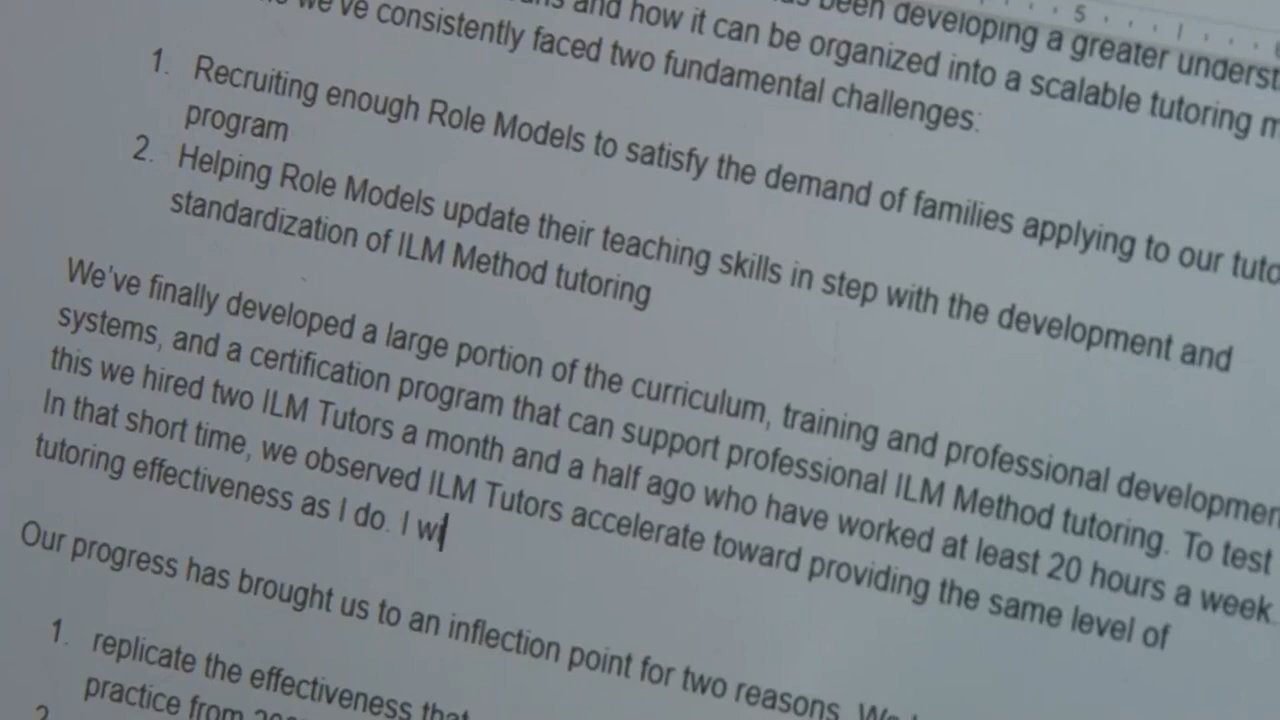 5
been developing a greater
and how it can be organized into a scalable tutoring
we've consistently faced two fundamental challenges:
1. Recruiting enough Role Models to satisfy the demand of families applying to our
program
2. Helping Role Models update their teaching skills in step with the development and
standardization of ILM Method tutoring
We've finally developed a large portion of the curriculum, training and professional
systems, and a certification program that can support professional ILM Method tutoring. To test
this we hired two ILM Tutors a month and a half ago who have worked at least 20 hours a week.
In that short time, we observed ILM Tutors accelerate toward providing the same level of
tutoring effectiveness as I do. I w
Our progress has brought us to an inflection point for two reasons. We
1. replicate the effectiveness that
practice from
2.